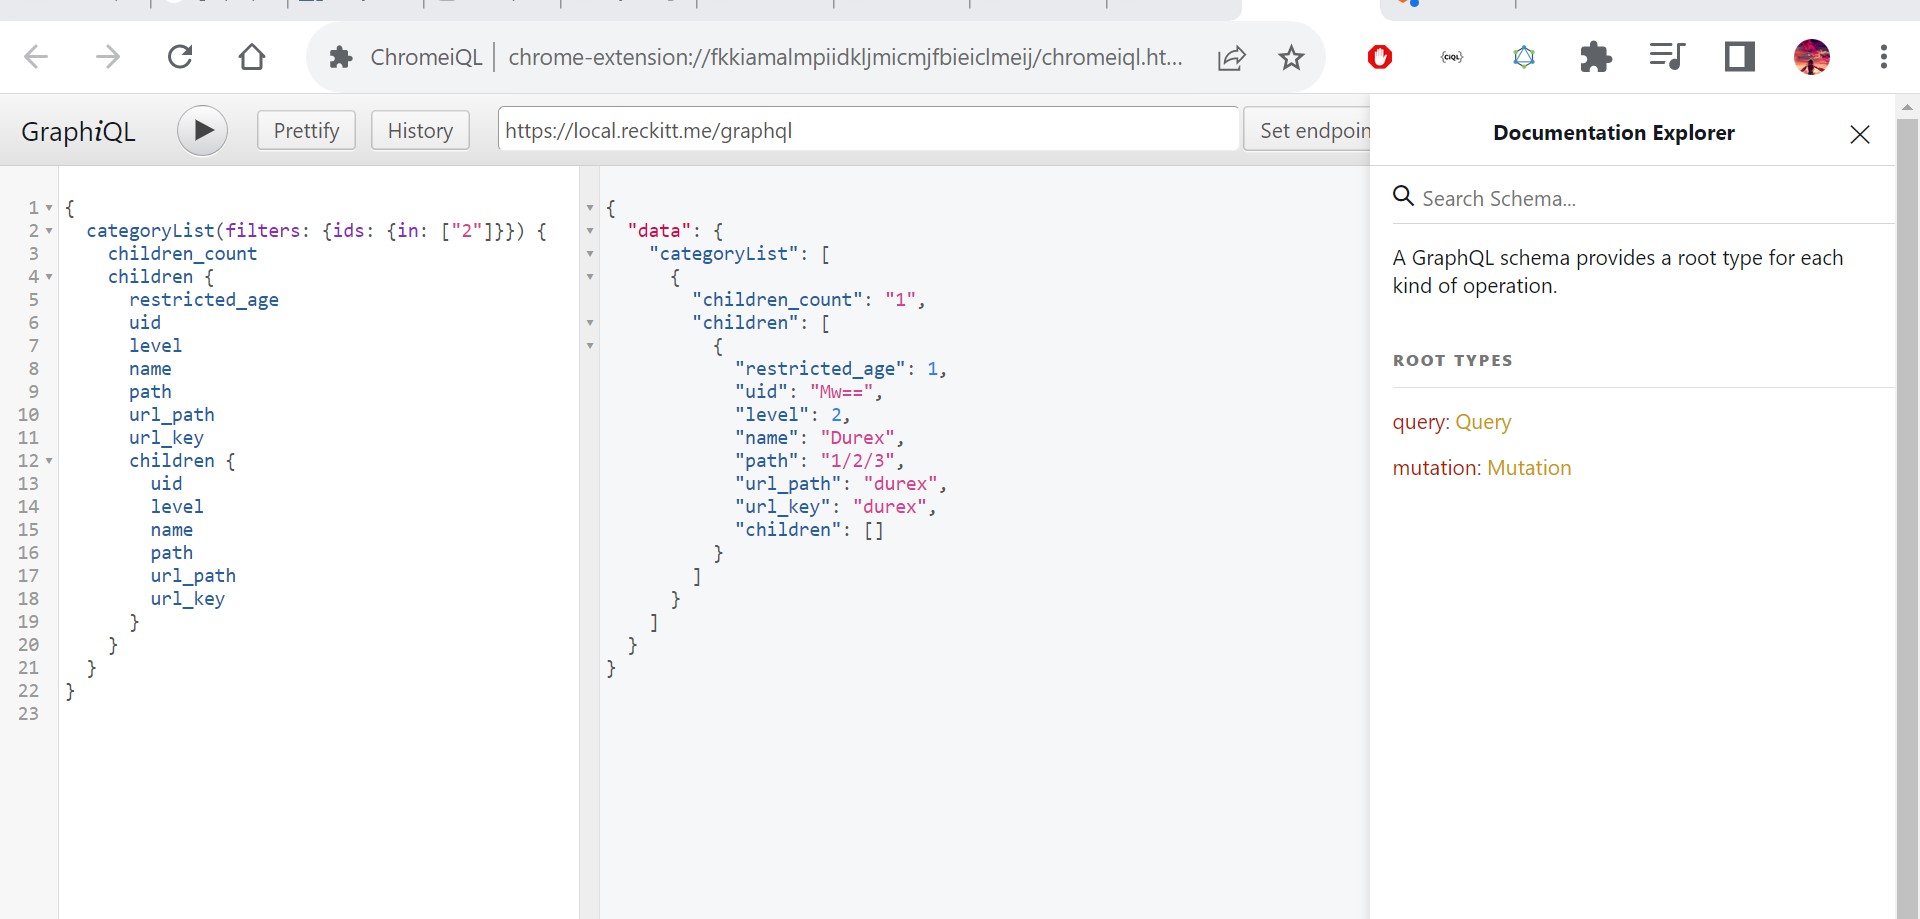 ChromeiQL
chrome-extension://fkkiamalmpiidkljmicmjfbieiclmeij/chromeiql.ht...
{CIQL}
GraphiQL
Prettify
History
https://local.reckitt.me/graphql
Set endpoin
1 {
2 categoryList(filters: {ids: {in: ["2"]}}) {
3 children_count
4 children {
5 restricted_age
6 uid
7 level
8 name
9 path
10 url_path
11 url_key
12 children {
13 uid
14 level
15 name
16 path
17 url_path
18 url_key
19 }
20 }
21 }
22 }
23
{
"data": {
"categoryList": [
{
"children_count": "1",
"children": [
{
"restricted_age": 1,
"uid": "Mw==",
"level": 2,
"name": "Durex",
"path": "1/2/3",
"url_path": "durex",
"url_key": "durex",
"children": []
}
]
}
]
}
}
Documentation Explorer
Search Schema...
A GraphQL schema provides a root type for each
kind of operation.
ROOT TYPES
query: Query
mutation: Mutation